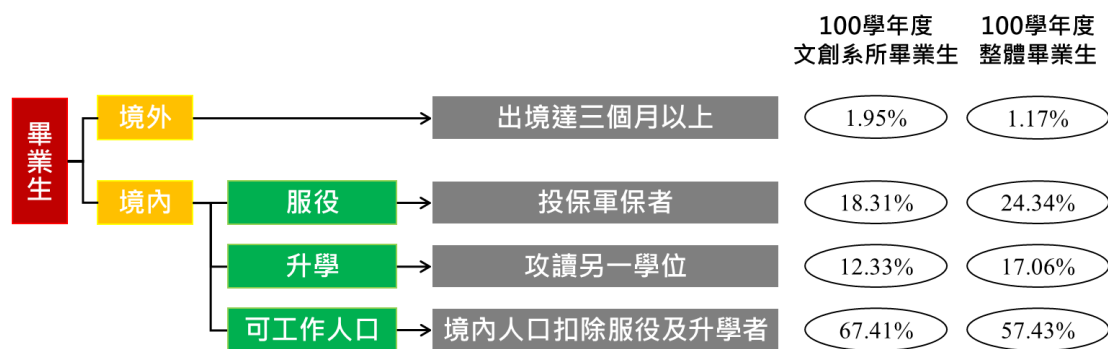 100學年度
文創系所畢業生
100學年度
整體畢業生
畢業生
境外
出境達三個月以上
1.95%
1.17%
境內
服役
投保軍保者
18.31%
24.34%
升學
攻讀另一學位
12.33%
17.06%
可工作人口
境內人口扣除服役及升學者
67.41%
57.43%